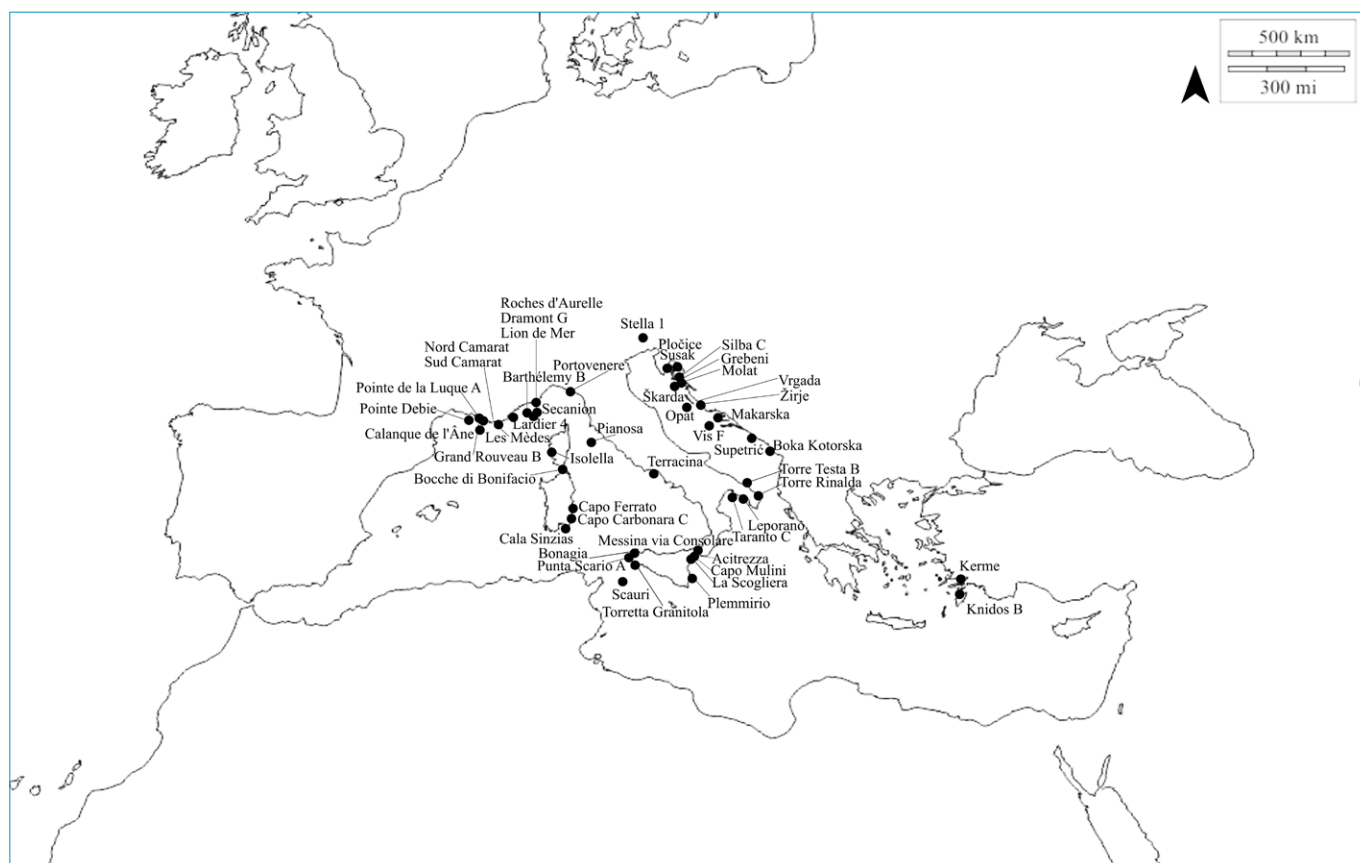 500 km
300 mi
Roches d'Aurelle
Dramont G
Lion de Mer
Stella 1
Nord Camarat
Sud Camarat
Portovenere
Barthélemy B
Pločice
Susak
Silba C
Grebeni
Molat
Pointe de la Luque A
Pointe Debie
Calanque de l'Âne
Grand Rouveau B
Les Mèdes
Lardier 4
Secanion
Škarda
Opat
Vrgada
Žirje
Makarska
Vis F
Supetrić
Boka Kotorska
Pianosa
Isolella
Bocche di Bonifacio
Terracina
Torre Testa B
Torre Rinalda
Leporano
Taranto C
Capo Ferrato
Capo Carbonara C
Cala Sinzias
Messina via Consolare
Bonagia
Punta Scario A
Acitrezza
Capo Mulini
La Scogliera
Scauri
Plemmirio
Torretta Granitola
Kerme
Knidos B